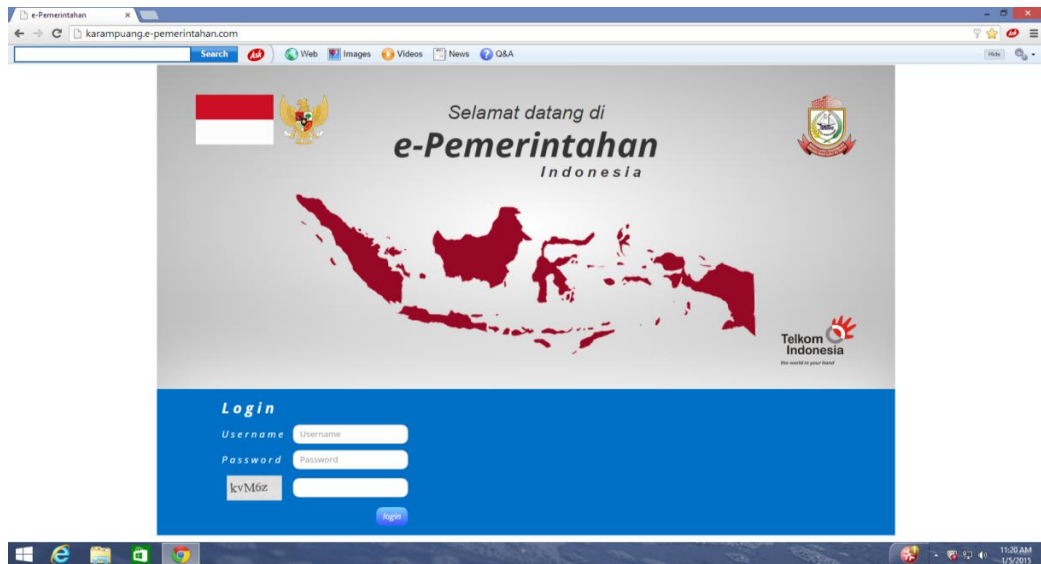 e-Pemerintahan
karampuang.e-pemerintahan.com
Search Ask Web Images Videos News Q&A Hide
Selamat datang di
e-Pemerintahan
Indonesia
Telkom
Indonesia
the world in your hand
Login
Username Username
Password Password
kvM6z
login
11:20 AM
1/5/2015